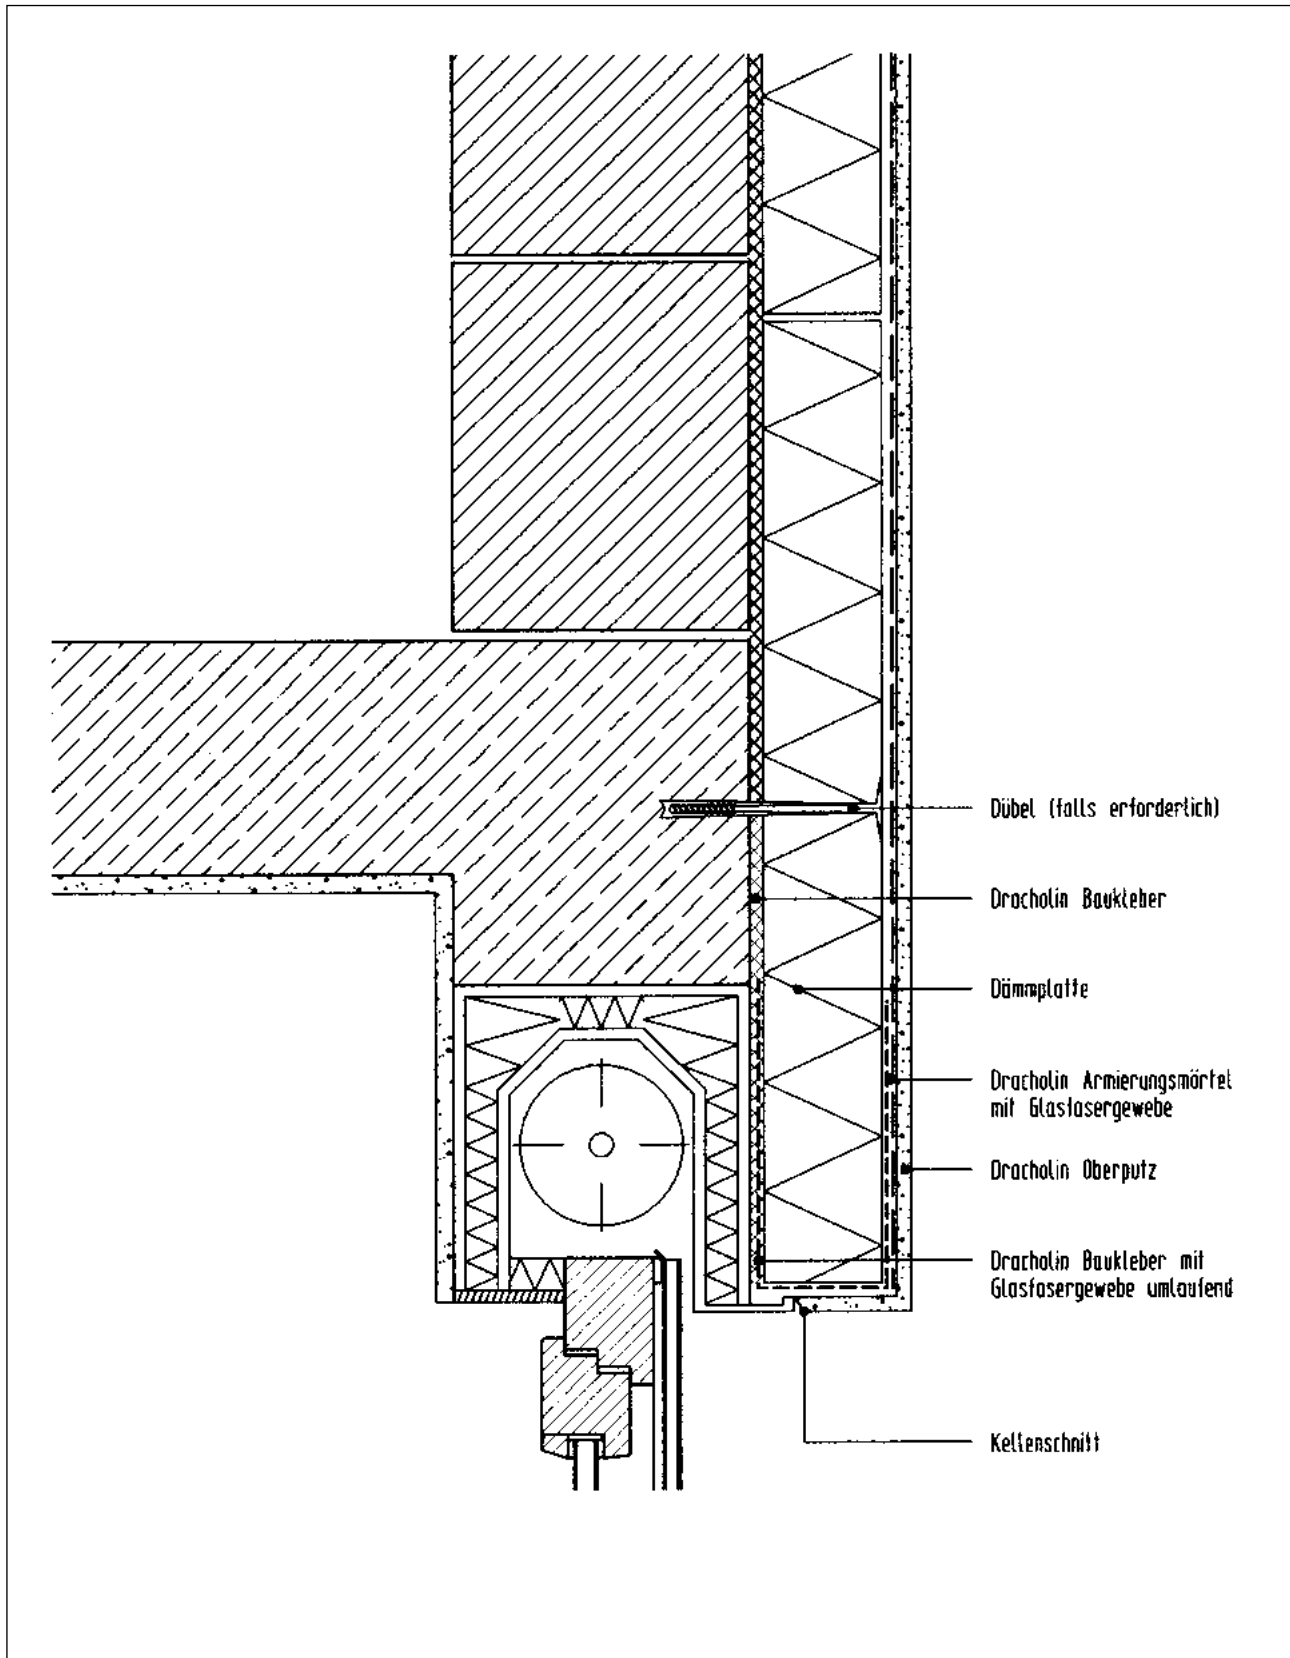 Dübel (falls erforderlich)
Dracholin Baukleber
Dämmplatte
Dracholin Armierungsmörtel
mit Glasfasergewebe
Dracholin Oberputz
Dracholin Baukleber mit
Glasfasergewebe umlaufend
Kellenschnitt